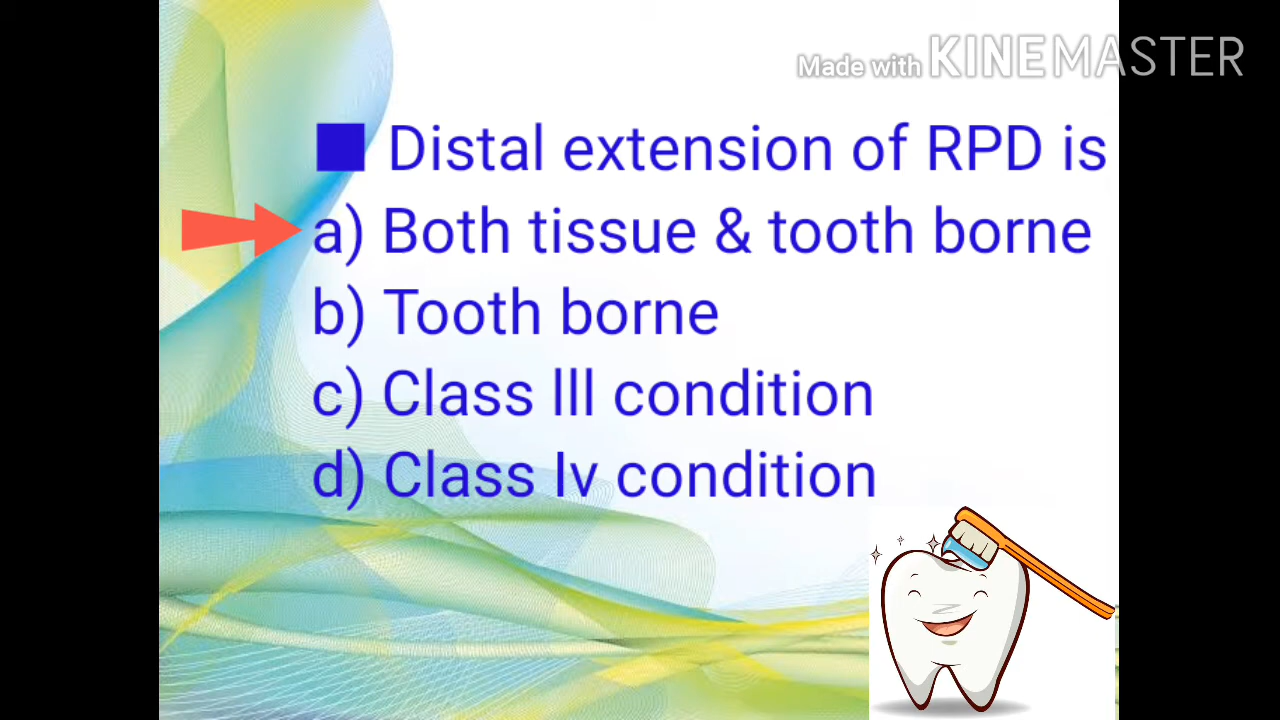 Made with KINEMASTER
■ Distal extension of RPD is
a) Both tissue & tooth borne
b) Tooth borne
c) Class lll condition
d) Class Iv condition